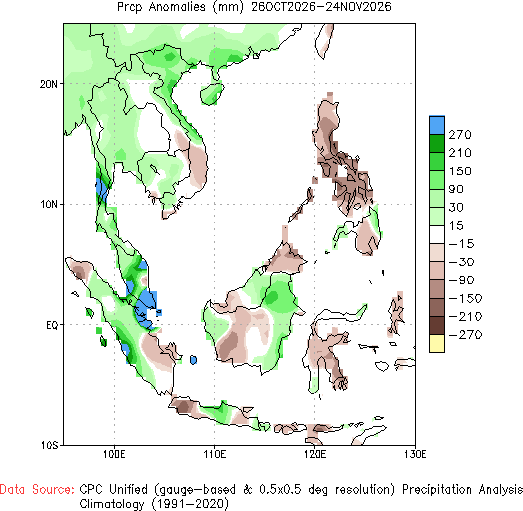 Prcp Anomalies (mm) 26OCT2026-24NOV2026
20N
10N
EQ
10S
100E
110E
120E
130E
270
210
150
90
30
15
-15
-30
-90
-150
-210
-270
Data Source: CPC Unified (gauge-based & 0.5x0.5 deg resolution) Precipitation Analysis
Climatology (1991-2020)